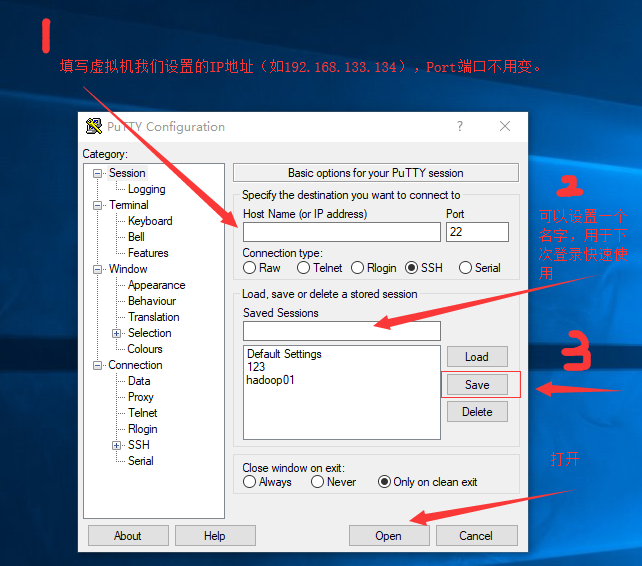 1
填写虚拟机我们设置的IP地址（如192.168.133.134），Port端口不用变。
PuTTY Configuration
?
Category:
Session
Logging
Terminal
Keyboard
Bell
Features
Window
Appearance
Behaviour
Translation
Selection
Colours
Connection
Data
Proxy
Telnet
Rlogin
SSH
Serial
Basic options for your PuTTY session
Specify the destination you want to connect to
Host Name (or IP address) Port
22
Connection type:
Raw Telnet Rlogin SSH Serial
Load, save or delete a stored session
Saved Sessions
Default Settings
123
hadoop01
Load
Save
Delete
Close window on exit:
Always Never Only on clean exit
About Help Open Cancel
2
可以设置一个
名字，用于下
次登录快速使
用
3
打开